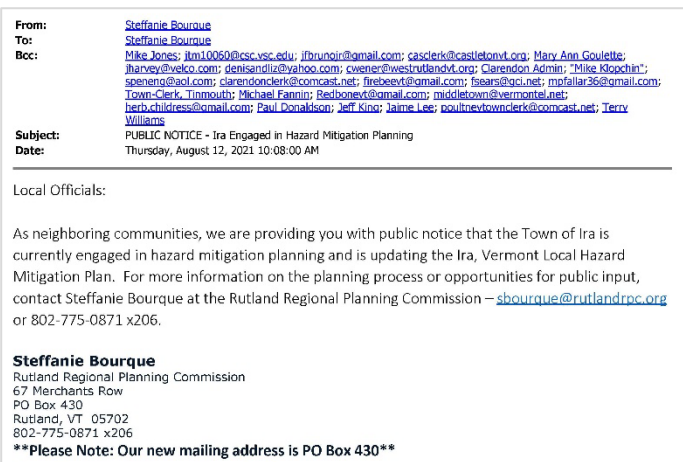 From: Steffanie Bourque
To: Steffanie Bourque
Bcc: Mike Jones; jtm10060@csc.vsc.edu; jfbrunojr@gmail.com; casclerk@castletonvt.org; Mary Ann Goulette;
jharvey@velco.com; denisandliz@yahoo.com; cwener@westrutlandvt.org; Clarendon Admin; "Mike Klopchin";
spenenq@aol.com; clarendonclerk@comcast.net; firebeevt@gmail.com; fsears@gci.net; mpfallar36@gmail.com;
Town-Clerk, Tinmouth; Michael Fannin; Redbonevt@gmail.com; middletown@vermontel.net;
herb.childress@gmail.com; Paul Donaldson; Jeff King; Jaime Lee; poultneytownclerk@comcast.net; Terry
Williams
Subject: PUBLIC NOTICE - Ira Engaged in Hazard Mitigation Planning
Date: Thursday, August 12, 2021 10:08:00 AM
Local Officials:
As neighboring communities, we are providing you with public notice that the Town of Ira is
currently engaged in hazard mitigation planning and is updating the Ira, Vermont Local Hazard
Mitigation Plan. For more information on the planning process or opportunities for public input,
contact Steffanie Bourque at the Rutland Regional Planning Commission – sbourque@rutlandrpc.org
or 802-775-0871 x206.
Steffanie Bourque
Rutland Regional Planning Commission
67 Merchants Row
PO Box 430
Rutland, VT 05702
802-775-0871 x206
**Please Note: Our new mailing address is PO Box 430**